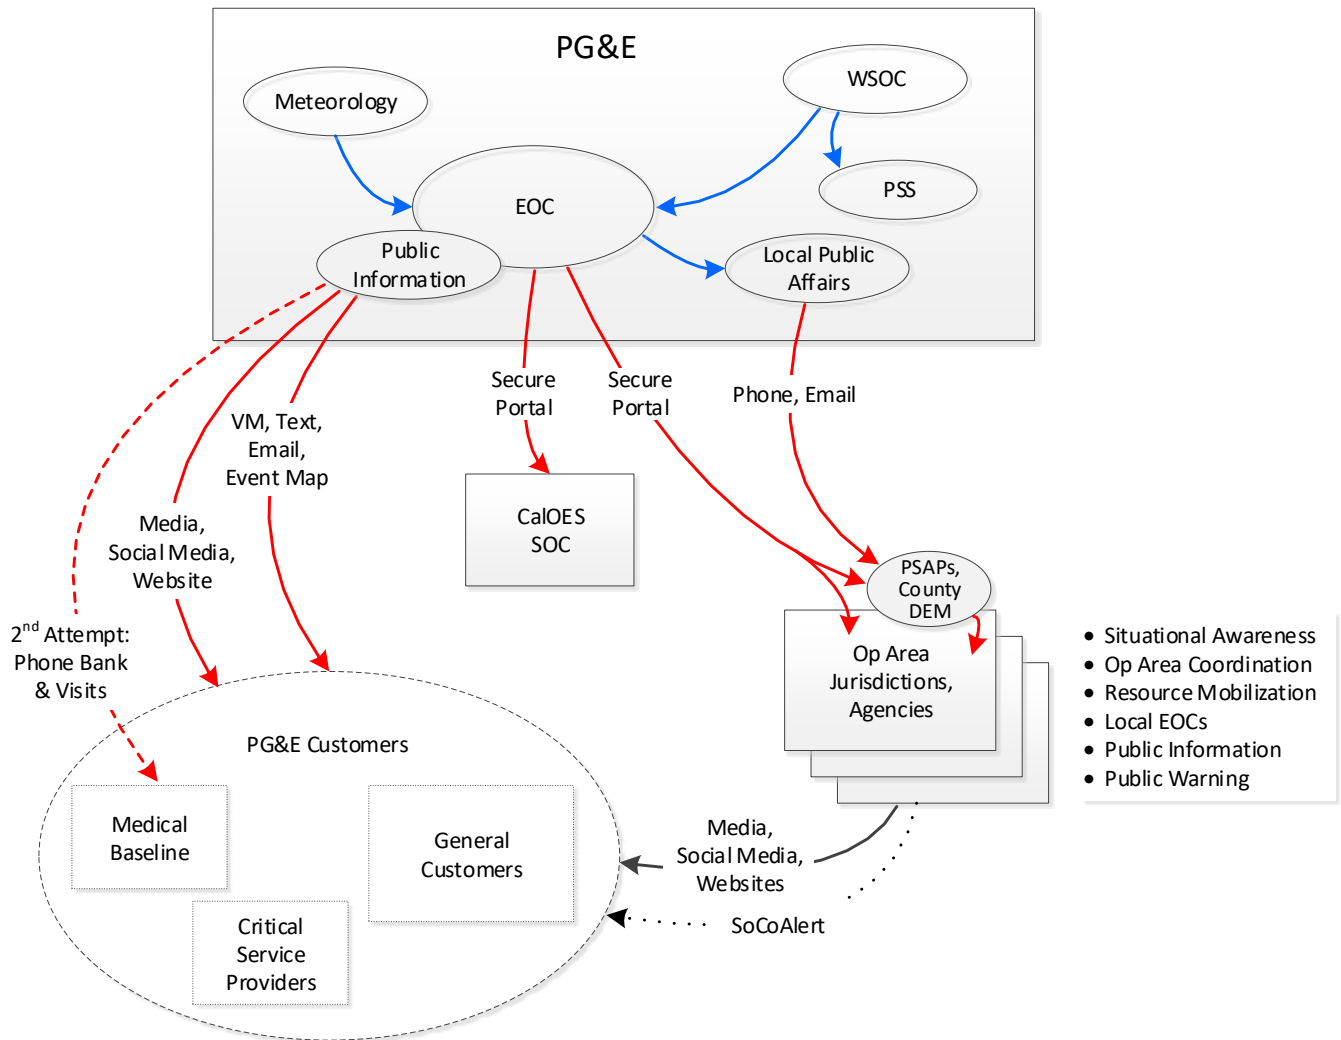 PG&E
Meteorology
WSOC
EOC
PSS
Public
Information
Local Public
Affairs
Secure
Portal
Secure
Portal
Phone, Email
VM, Text,
Email,
Event Map
Media,
Social Media,
Website
CalOES
SOC
2nd Attempt:
Phone Bank
& Visits
PSAPs,
County
DEM
Op Area
Jurisdictions,
Agencies
• Situational Awareness
• Op Area Coordination
• Resource Mobilization
• Local EOCs
• Public Information
• Public Warning
PG&E Customers
Medical
Baseline
General
Customers
Critical
Service
Providers
Media,
Social Media,
Websites
SoCoAlert